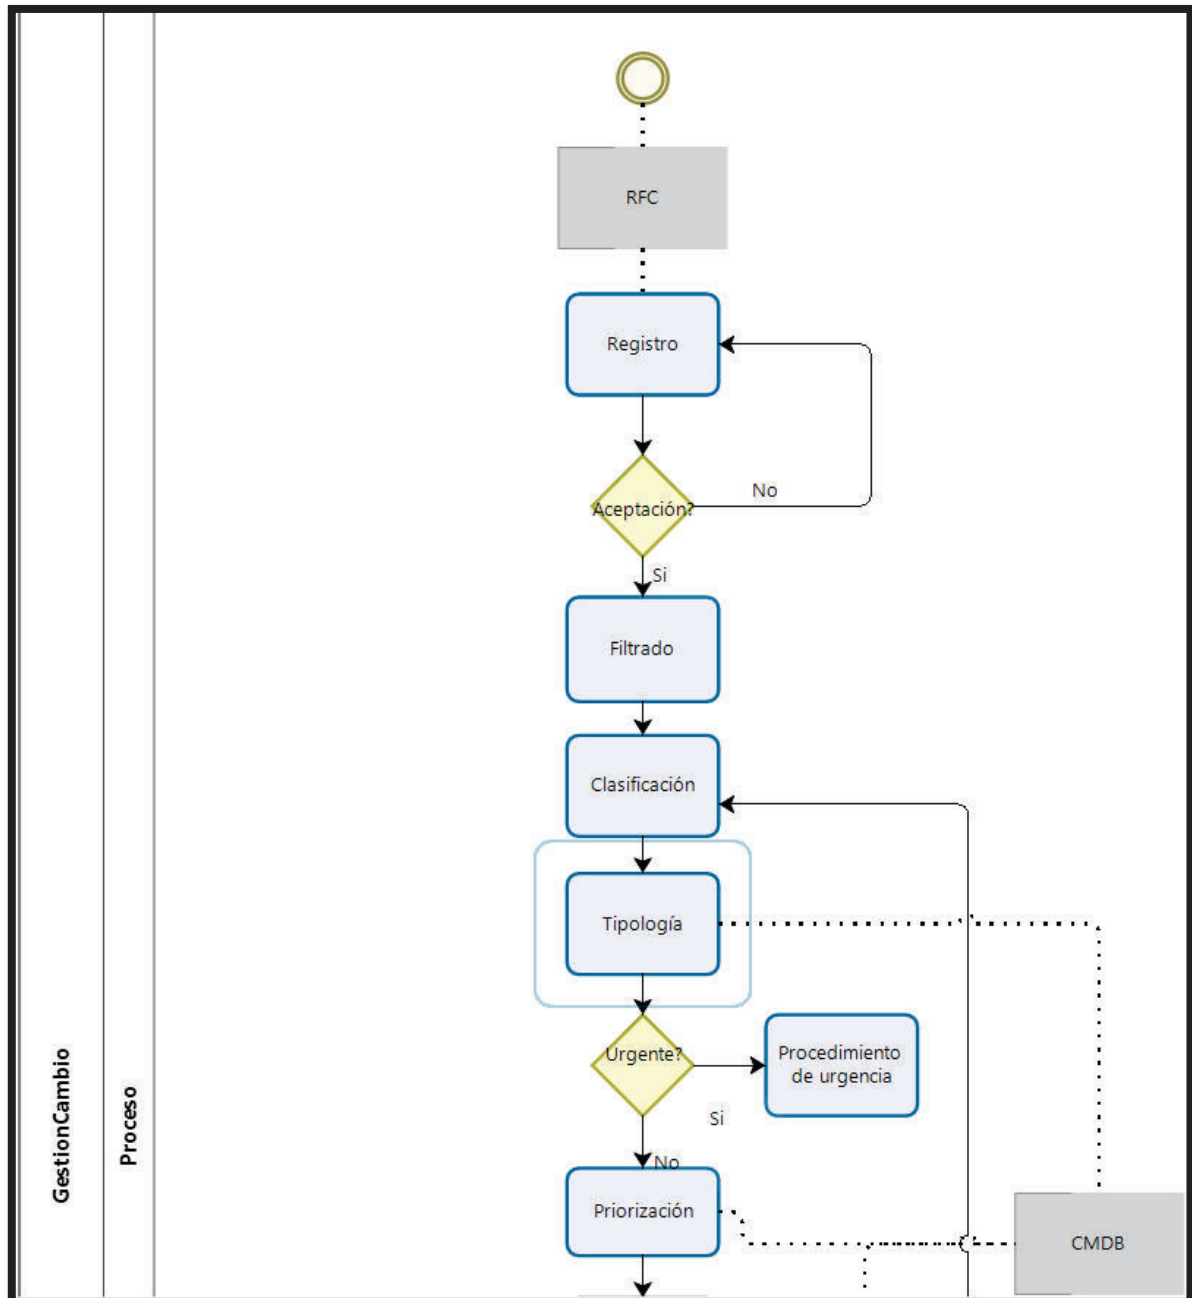 RFC
Registro
No
Aceptación?
Si
Filtrado
Clasificación
Tipología
Urgente?
Procedimiento
de urgencia
Si
No
Priorización
CMDB
GestionCambio
Proceso